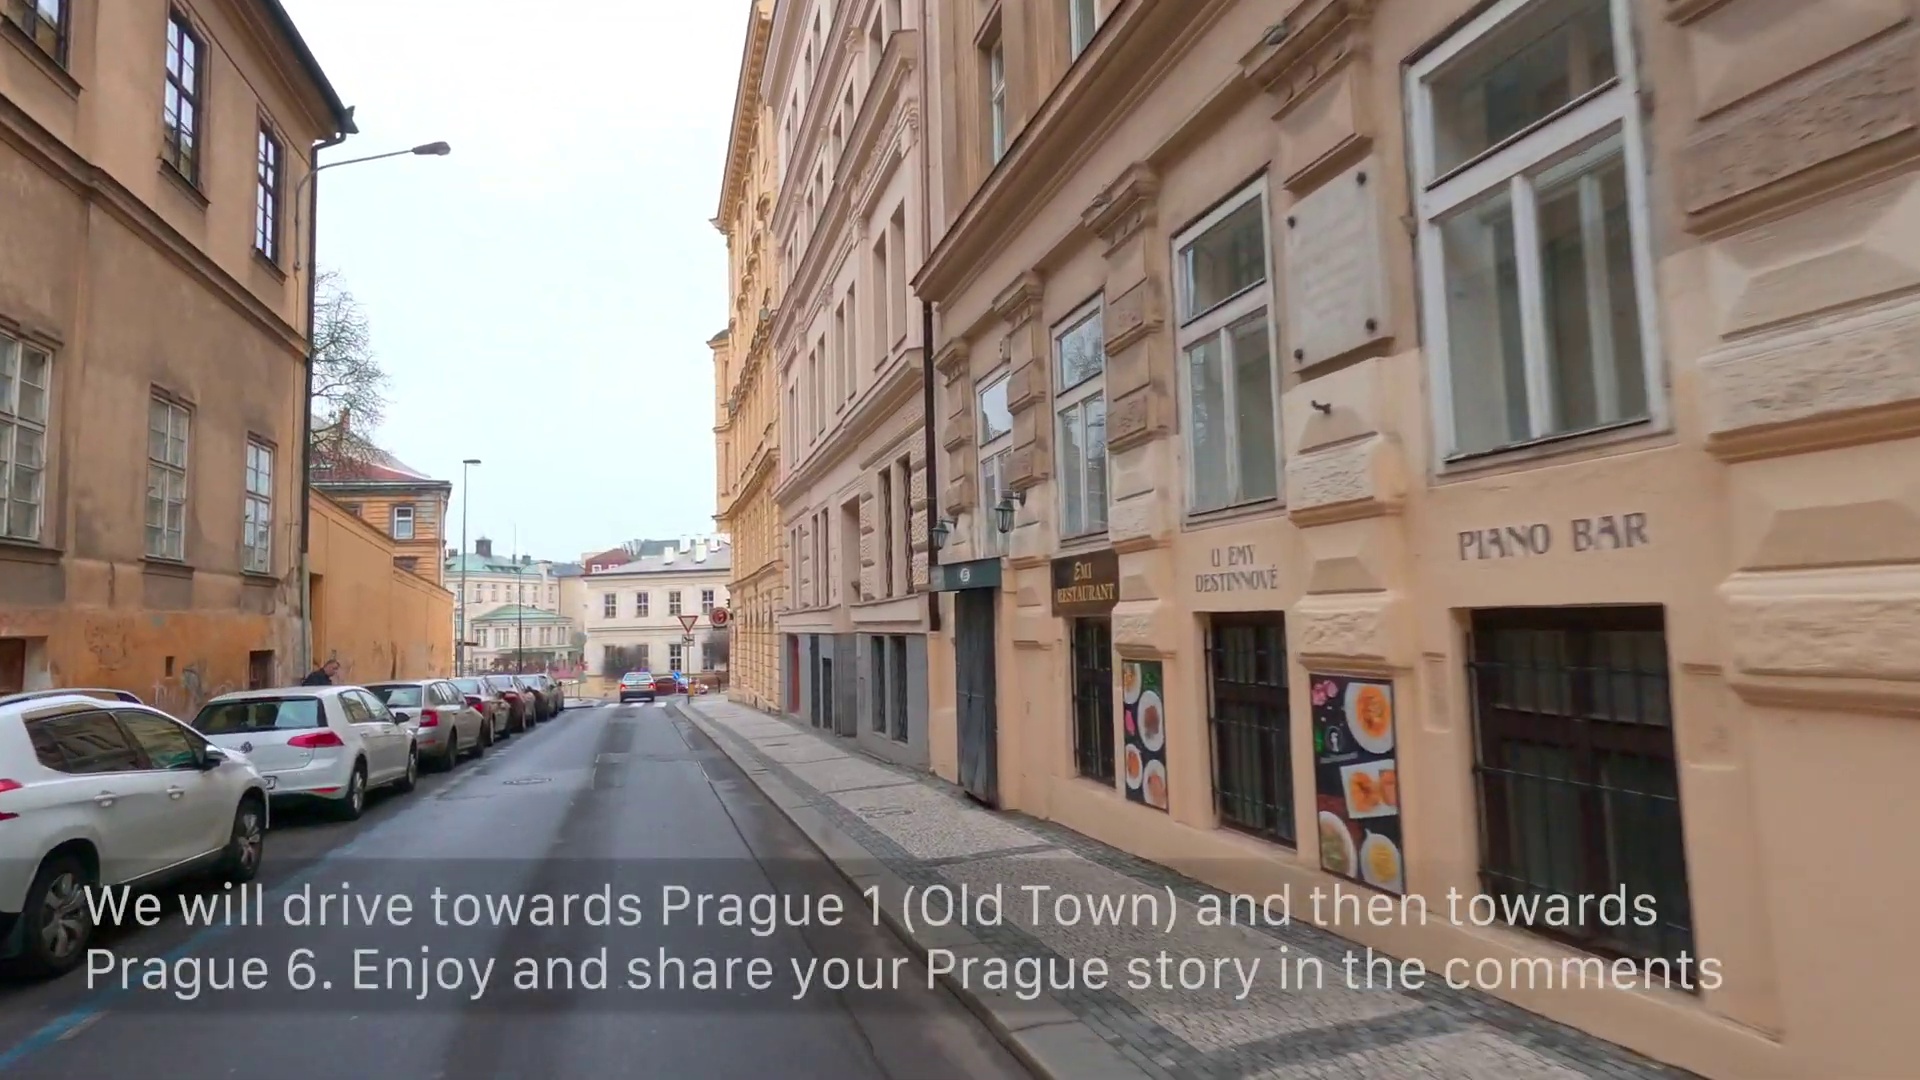 EMI
RESTAURANT
U EMY
DESTINNOVÉ
PIANO BAR
We will drive towards Prague 1 (Old Town) and then towards
Prague 6. Enjoy and share your Prague story in the comments